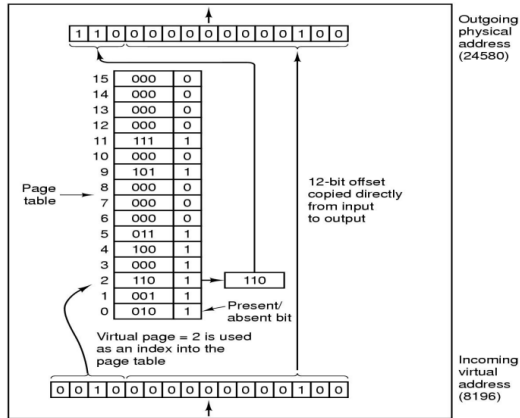 1 1 0 0 0 0 0 0 0 0 0 0 1 0 0
Outgoing
physical
address
(24580)
15 000 0
14 000 0
13 000 0
12 000 0
11 111 1
10 000 0
9 101 1
8 000 0
7 000 0
6 000 0
5 011 1
4 100 1
3 000 1
2 110 1
1 001 1
0 010 1
Page
table
110
12-bit offset
copied directly
from input
to output
Present/
absent bit
Virtual page = 2 is used
as an index into the
page table
0 0 1 0 0 0 0 0 0 0 0 0 0 1 0 0
Incoming
virtual
address
(8196)